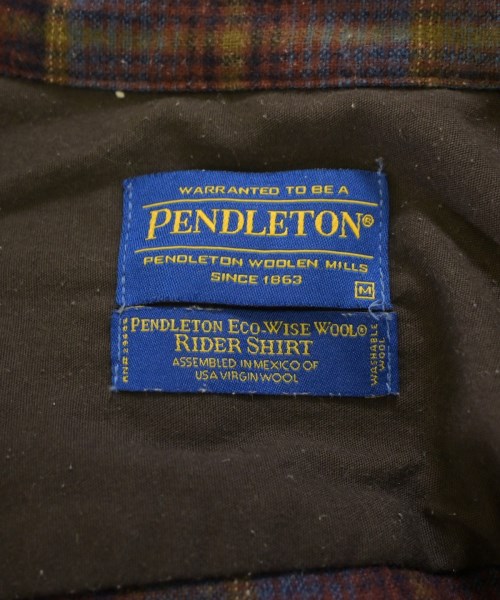 WARRANTED TO BE A
PENDLETON®
PENDLETON WOOLEN MILLS
SINCE 1863
M
PENDLETON ECO-WISE WOOL®
RIDER SHIRT
ASSEMBLED IN MEXICO OF
USA VIRGIN WOOL
WASHABLE
WOOL